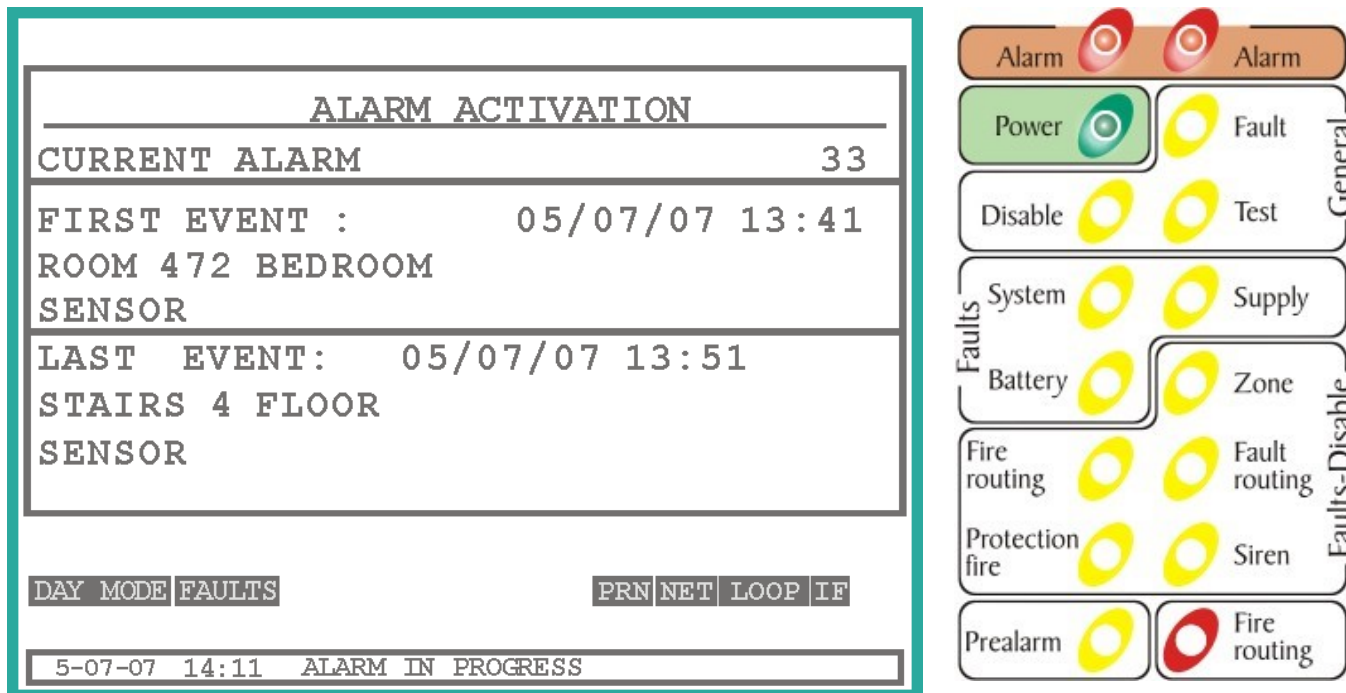 ALARM ACTIVATION
CURRENT ALARM 33
FIRST EVENT : 05/07/07 13:41
ROOM 472 BEDROOM
SENSOR
LAST EVENT: 05/07/07 13:51
STAIRS 4 FLOOR
SENSOR
DAY MODE FAULTS PRN NET LOOP IF
5-07-07 14:11 ALARM IN PROGRESS
Alarm Alarm
Power Fault
General
Disable Test
Faults
System Supply
Battery Zone
Faults-Disable
Fire routing
Fault routing
Protection fire
Siren
Prealarm
Fire routing